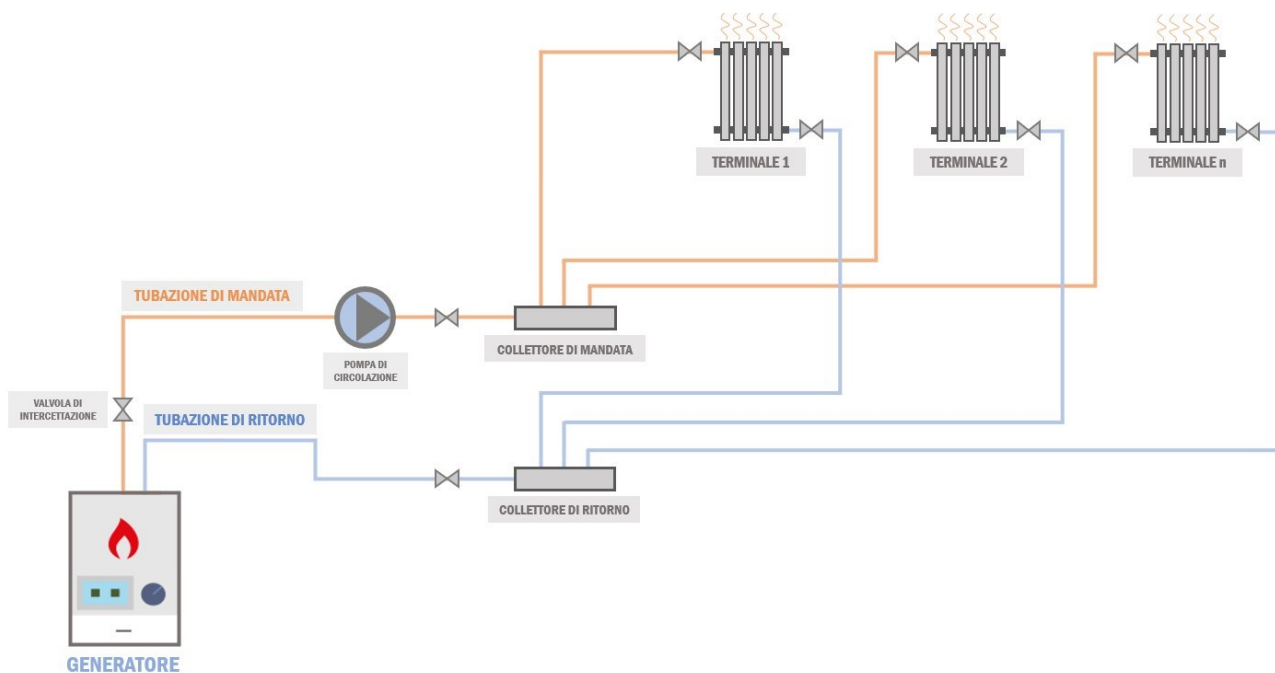 TERMINALE 1
TERMINALE 2
TERMINALE n
TUBAZIONE DI MANDATA
COLLETTORE DI MANDATA
POMPA DI
CIRCOLAZIONE
VALVOLA DI
INTERCETTAZIONE
TUBAZIONE DI RITORNO
COLLETTORE DI RITORNO
GENERATORE